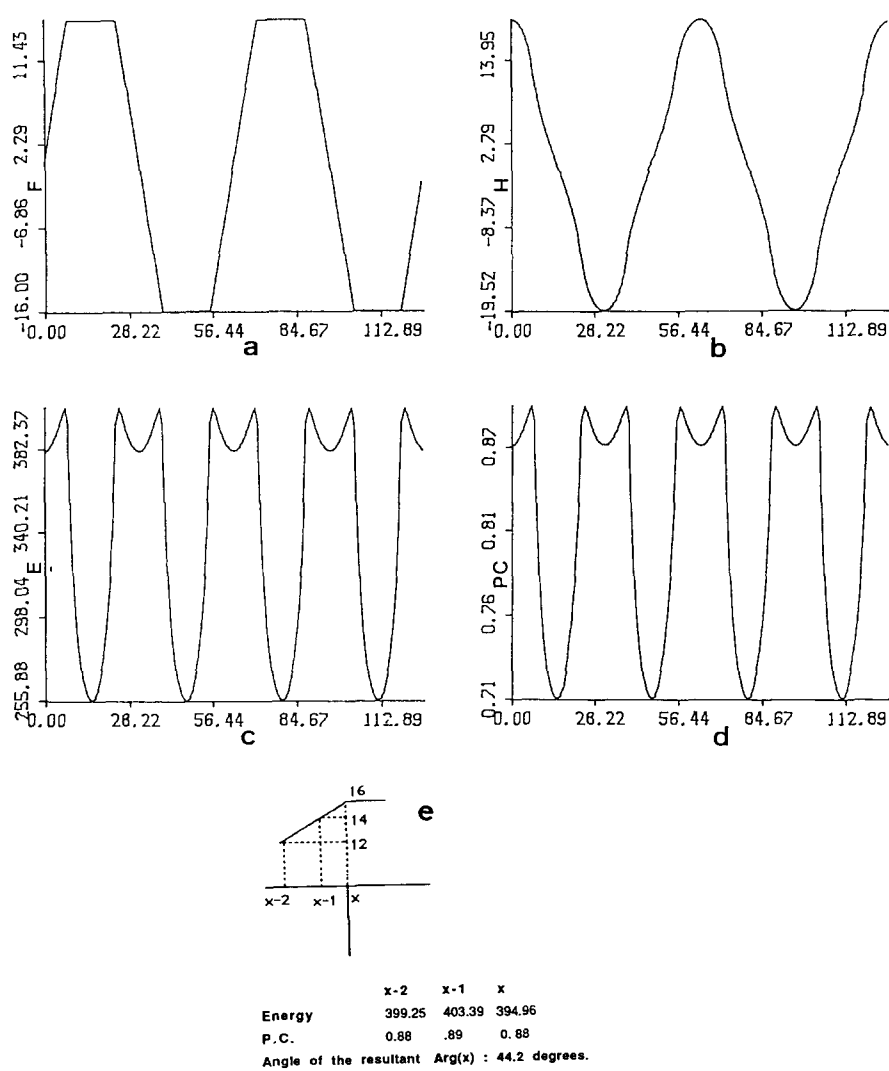 11.43
2.29
F
-6.86
-16.00
0.00 28.22 56.44 84.67 112.89
a
13.95
2.79
H
-8.37
-19.52
0.00 28.22 56.44 84.67 112.89
b
382.37
340.21
E
298.04
255.88
0.00 28.22 56.44 84.67 112.89
c
0.87
0.81
PC
0.76
0.71
0.00 28.22 56.44 84.67 112.89
d
16
e
14
12
x-2 x-1 x
x-2 x-1 x
Energy 399.25 403.39 394.96
P.C. 0.88 .89 0.88
Angle of the resultant Arg(x) : 44.2 degrees.